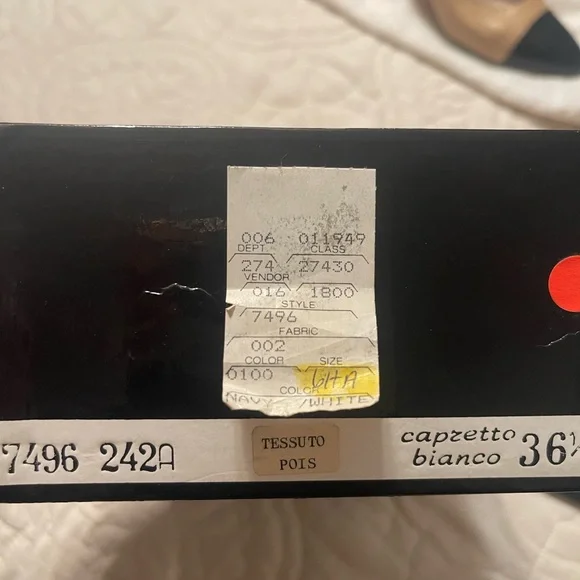 006 011949
DEPT. CLASS
274 27430
VENDOR
016 1800
STYLE
7496
FABRIC
002
COLOR SIZE
0100 6HA
COLOR
NAVY/WHITE
7496 242A
TESSUTO
POIS
capretto
bianco
36½